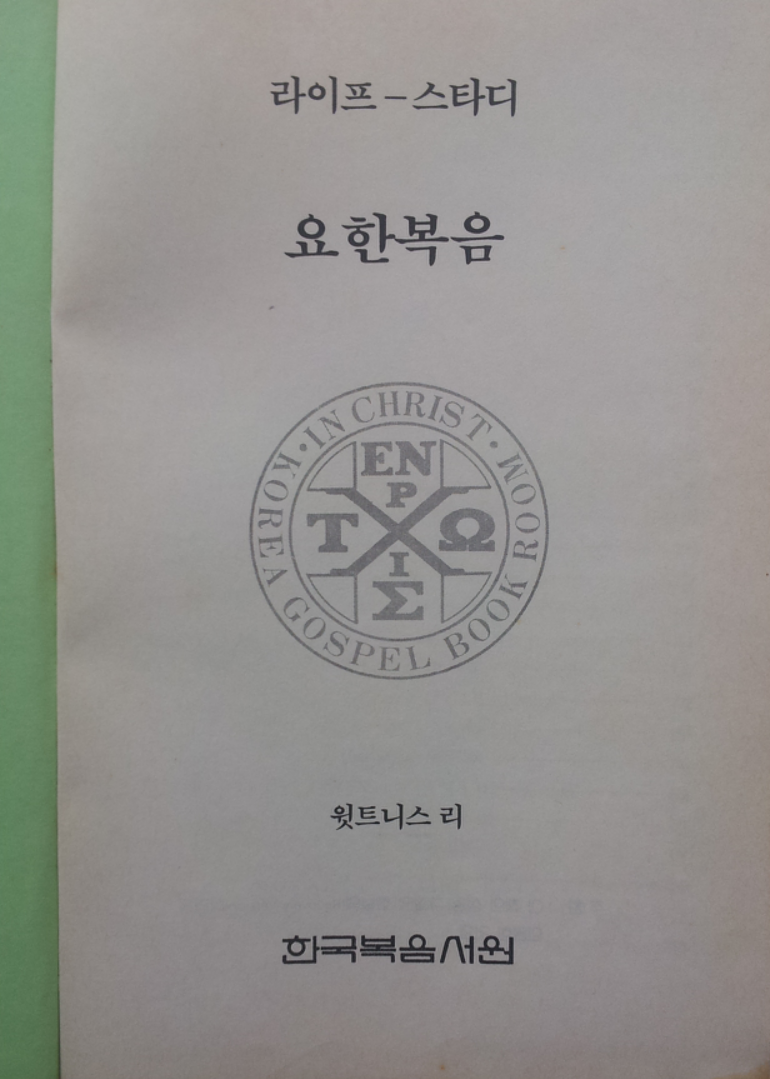 라이프-스타디
요한복음
· IN CHRIST ·
KOREA GOSPEL BOOK ROOM
EN
P
Τ Χ Ω
Ι
Σ
윗트니스 리
한국복음서원